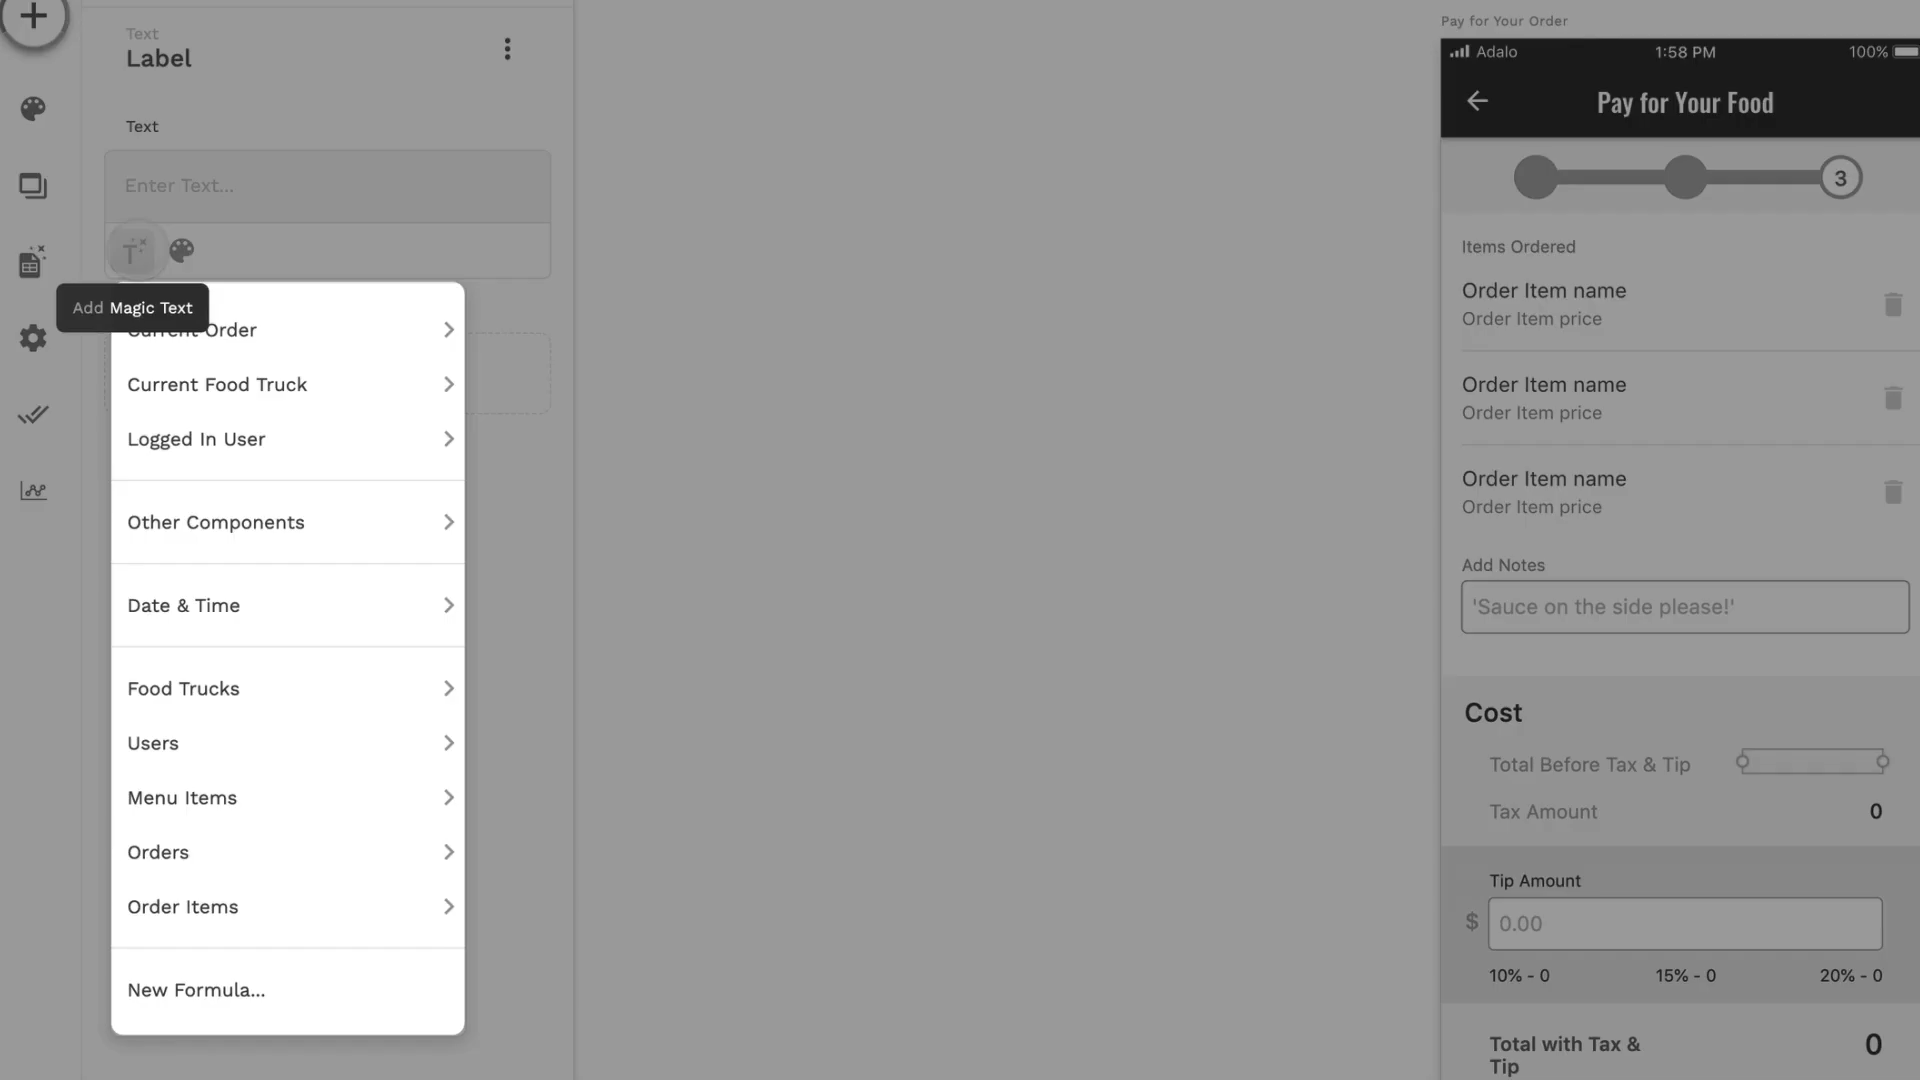 Text
Label
Text
Enter Text...
Add Magic Text
Current Order
Current Food Truck
Logged In User
Other Components
Date & Time
Food Trucks
Users
Menu Items
Orders
Order Items
New Formula...
Pay for Your Order
Adalo 1:58 PM 100%
Pay for Your Food
3
Items Ordered
Order Item name
Order Item price
Order Item name
Order Item price
Order Item name
Order Item price
Add Notes
'Sauce on the side please!'
Cost
Total Before Tax & Tip
Tax Amount 0
Tip Amount
$ 0.00
10% - 0 15% - 0 20% - 0
Total with Tax & 0
Tip